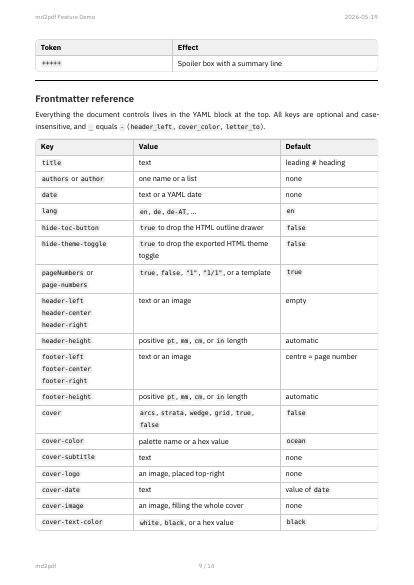 md2pdf Feature Demo 2026-05-19
Token Effect
+++++ Spoiler box with a summary line
Frontmatter reference
Everything the document controls lives in the YAML block at the top. All keys are optional and case-
insensitive, and _ equals - (header_left, cover_color, letter_to).
Key Value Default
title text leading # heading
authors or author one name or a list none
date text or a YAML date none
lang en, de, de-AT, … en
hide-toc-button true to drop the HTML outline drawer false
hide-theme-toggle true to drop the exported HTML theme false
toggle
pageNumbers or true, false, "1", "1/1", or a template true
page-numbers
header-left text or an image empty
header-center
header-right
header-height positive pt, mm, cm, or in length automatic
footer-left text or an image centre = page number
footer-center
footer-right
footer-height positive pt, mm, cm, or in length automatic
cover arcs, strata, wedge, grid, true, false
false
cover-color palette name or a hex value ocean
cover-subtitle text none
cover-logo an image, placed top-right none
cover-date text value of date
cover-image an image, filling the whole cover none
cover-text-color white, black, or a hex value black
md2pdf 9 / 14